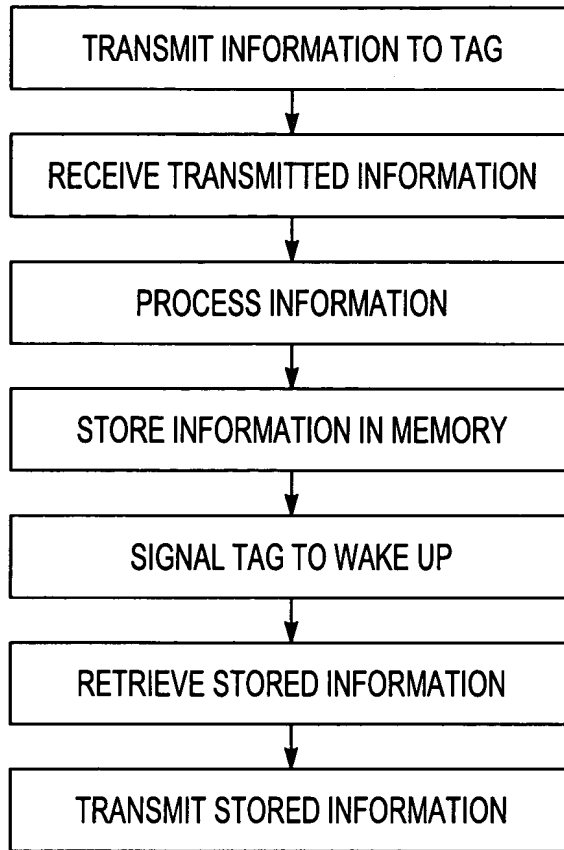 TRANSMIT INFORMATION TO TAG
RECEIVE TRANSMITTED INFORMATION
PROCESS INFORMATION
STORE INFORMATION IN MEMORY
SIGNAL TAG TO WAKE UP
RETRIEVE STORED INFORMATION
TRANSMIT STORED INFORMATION